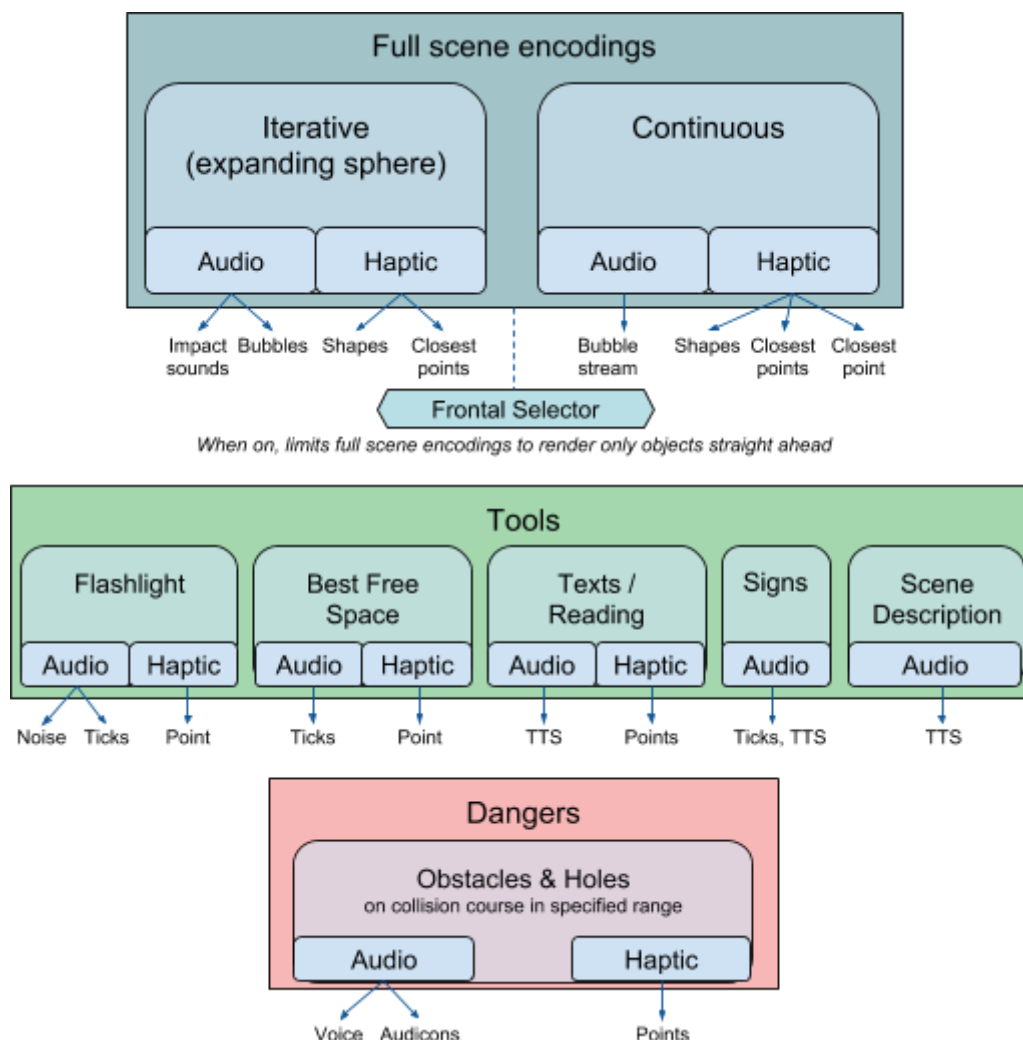 Full scene encodings
Iterative
(expanding sphere)
Continuous
Audio
Haptic
Audio
Haptic
Impact
sounds
Bubbles
Shapes
Closest
points
Bubble
stream
Shapes
Closest
points
Closest
point
Frontal Selector
When on, limits full scene encodings to render only objects straight ahead
Tools
Flashlight
Best Free
Space
Texts /
Reading
Signs
Scene
Description
Audio
Haptic
Audio
Haptic
Audio
Haptic
Audio
Audio
Noise
Ticks
Point
Ticks
Point
TTS
Points
Ticks, TTS
TTS
Dangers
Obstacles & Holes
on collision course in specified range
Audio
Haptic
Voice
Audicons
Points